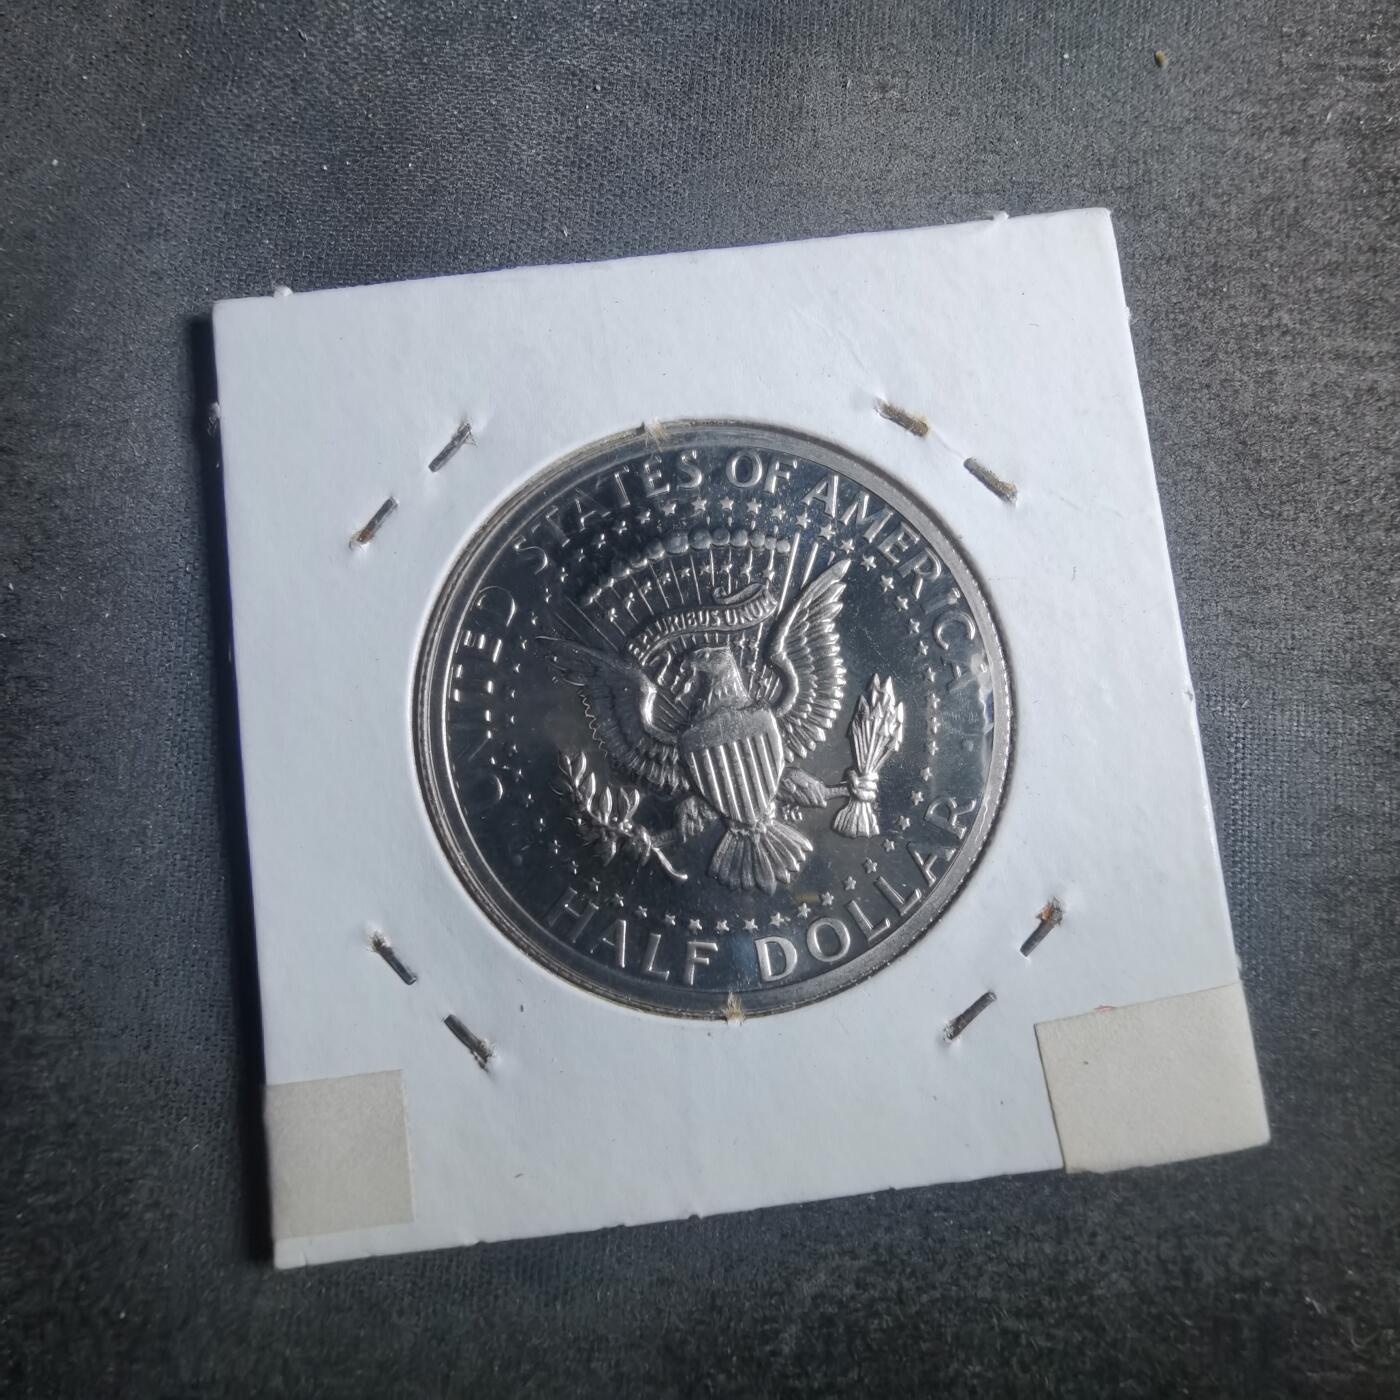 UNITED STATES OF AMERICA
PLURIBUS UNUM
HALF DOLLAR